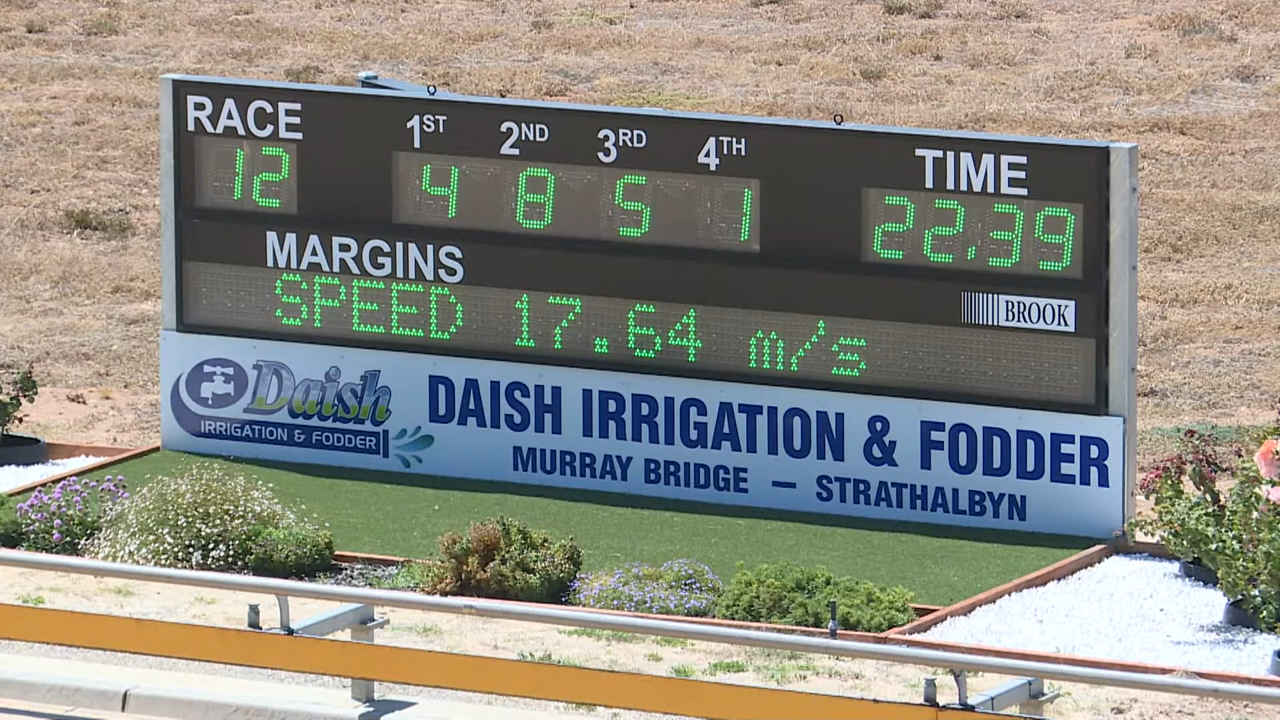 RACE 1ST 2ND 3RD 4TH TIME
12 4 8 5 1 22.39
MARGINS
BROOK
SPEED 17.64 m/s
Daish
IRRIGATION & FODDER
DAISH IRRIGATION & FODDER
MURRAY BRIDGE – STRATHALBYN